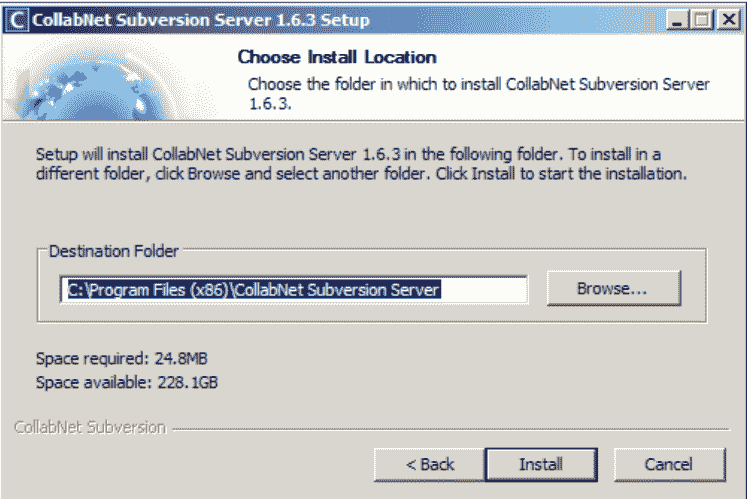 C CollabNet Subversion Server 1.6.3 Setup
Choose Install Location
Choose the folder in which to install CollabNet Subversion Server
1.6.3.
Setup will install CollabNet Subversion Server 1.6.3 in the following folder. To install in a
different folder, click Browse and select another folder. Click Install to start the installation.
Destination Folder
C:\Program Files (x86)\CollabNet Subversion Server
Browse...
Space required: 24.8MB
Space available: 228.1GB
CollabNet Subversion
< Back
Install
Cancel